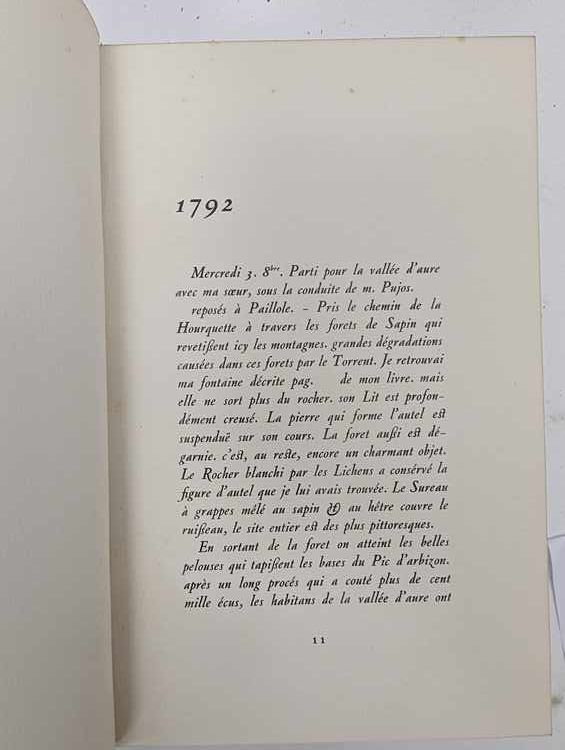 1792
Mercredi 3. 8bre. Parti pour la vallée d'aure
avec ma sœur, sous la conduite de m. Pujos.
reposés à Paillole. – Pris le chemin de la
Hourquette à travers les forets de Sapin qui
revetißent icy les montagnes. grandes dégradations
causées dans ces forets par le Torrent. Je retrouvai
ma fontaine décrite pag. de mon livre. mais
elle ne sort plus du rocher. son Lit est profon-
dément creusé. La pierre qui forme l'autel est
suspenduë sur son cours. La foret außi est dé-
garnie. c'est, au reste, encore un charmant objet.
Le Rocher blanchi par les Lichens a conservé la
figure d'autel que je lui avais trouvée. Le Sureau
à grappes mêlé au sapin & au hêtre couvre le
ruißeau, le site entier est des plus pittoresques.
En sortant de la foret on atteint les belles
pelouses qui tapißent les bases du Pic d'arbizon.
après un long procés qui a couté plus de cent
mille écus, les habitans de la vallée d'aure ont
11